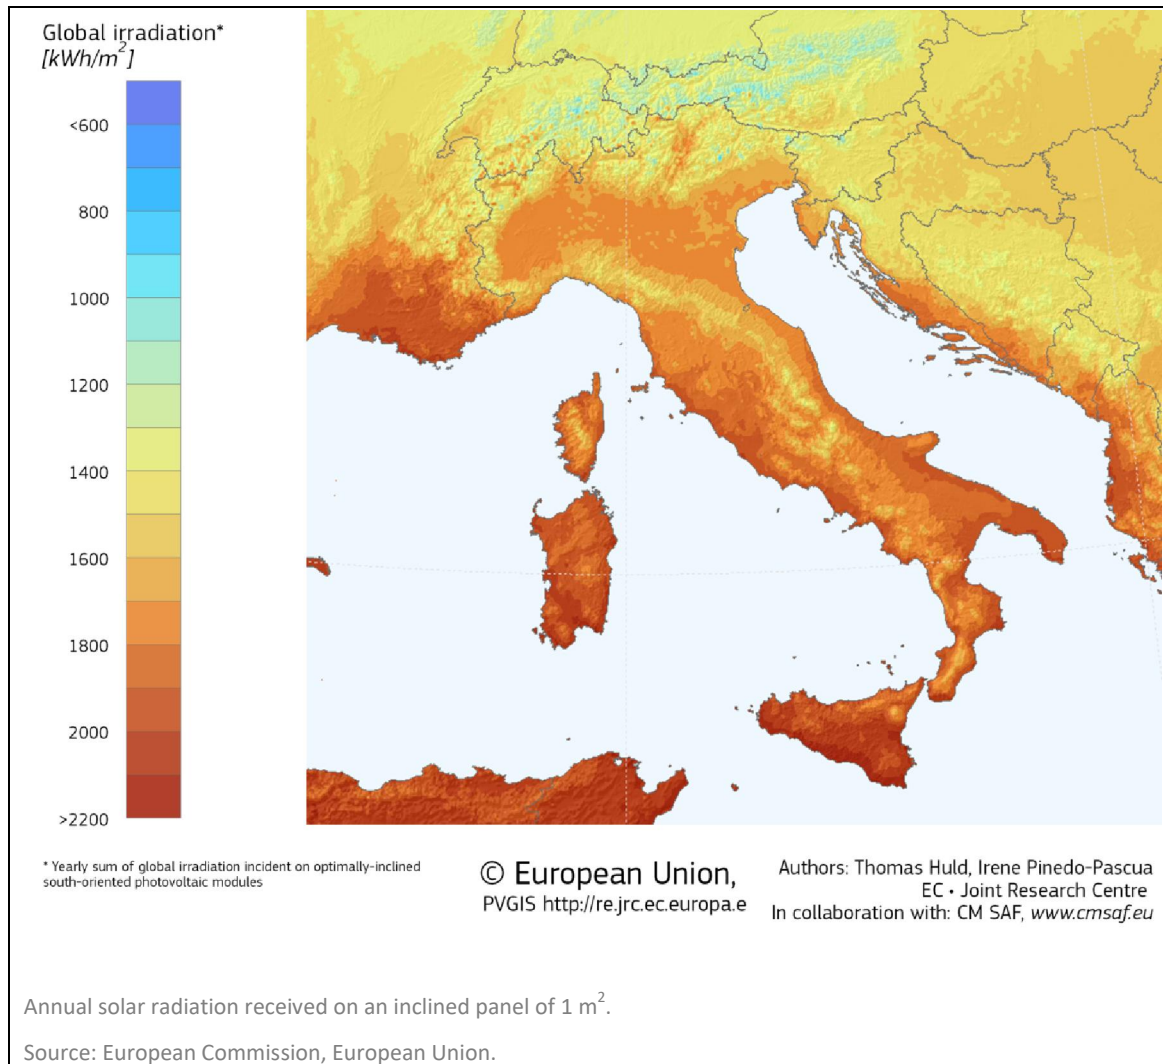 Global irradiation*
[kWh/m²]
<600
800
1000
1200
1400
1600
1800
2000
>2200
* Yearly sum of global irradiation incident on optimally-inclined
south-oriented photovoltaic modules
© European Union,
PVGIS http://re.jrc.ec.europa.e
Authors: Thomas Huld, Irene Pinedo-Pascua
EC • Joint Research Centre
In collaboration with: CM SAF, www.cmsaf.eu
Annual solar radiation received on an inclined panel of 1 m².
Source: European Commission, European Union.